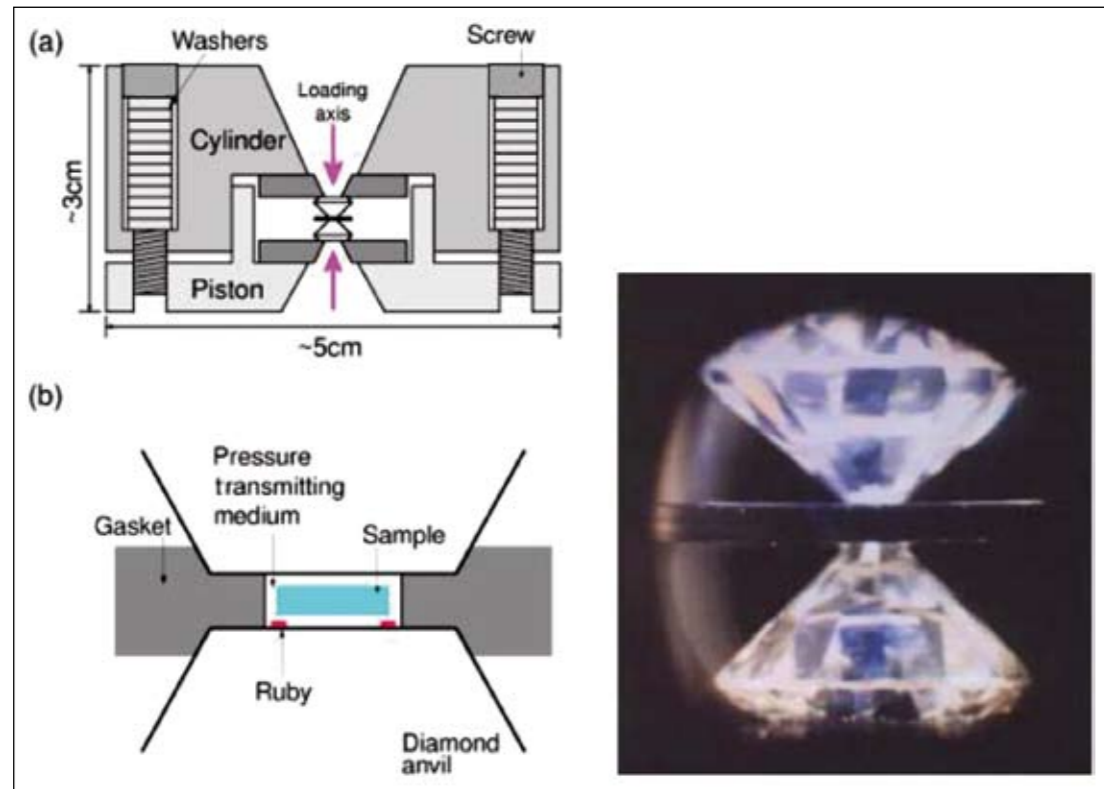 (a)
Washers
Screw
Loading
axis
Cylinder
~3cm
Piston
~5cm
(b)
Pressure
transmitting
medium
Gasket
Sample
Ruby
Diamond
anvil